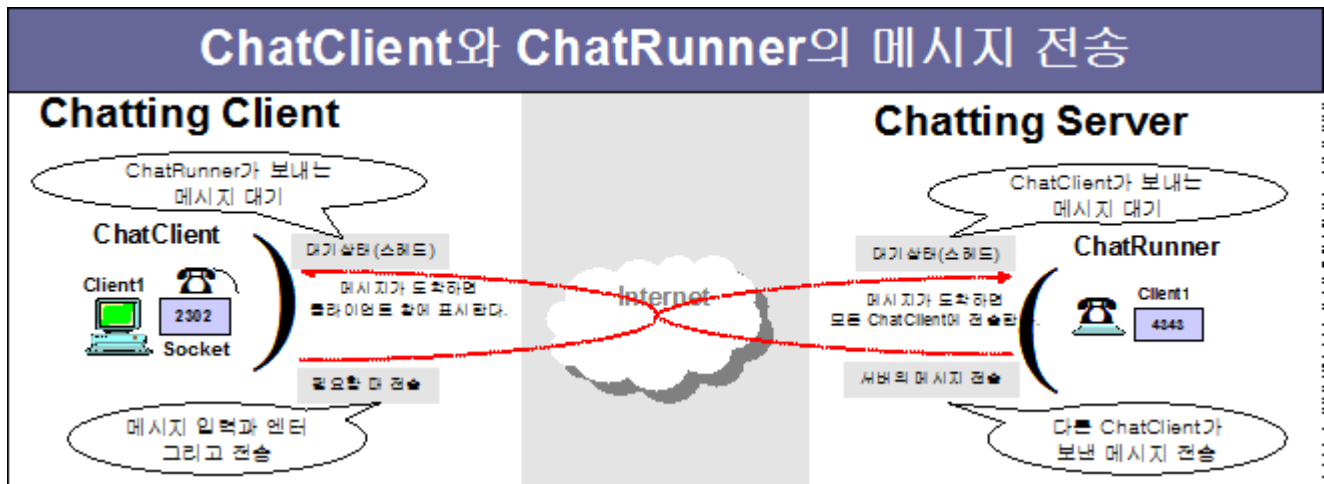 ChatClient와 ChatRunner의 메시지 전송
Chatting Client
ChatRunner가 보내는
메시지 대기
ChatClient
Client1
2302
Socket
대기상태(스레드)
메시지가 도착하면
클라이언트 창에 표시한다.
필요할 때 전송
메시지 입력과 엔터
그리고 전송
Internet
Chatting Server
ChatClient가 보내는
메시지 대기
대기상태(스레드)
ChatRunner
메시지가 도착하면
모든 ChatClient에 전송한다.
Client1
4343
서버의 메시지 전송
다른 ChatClient가
보낸 메시지 전송